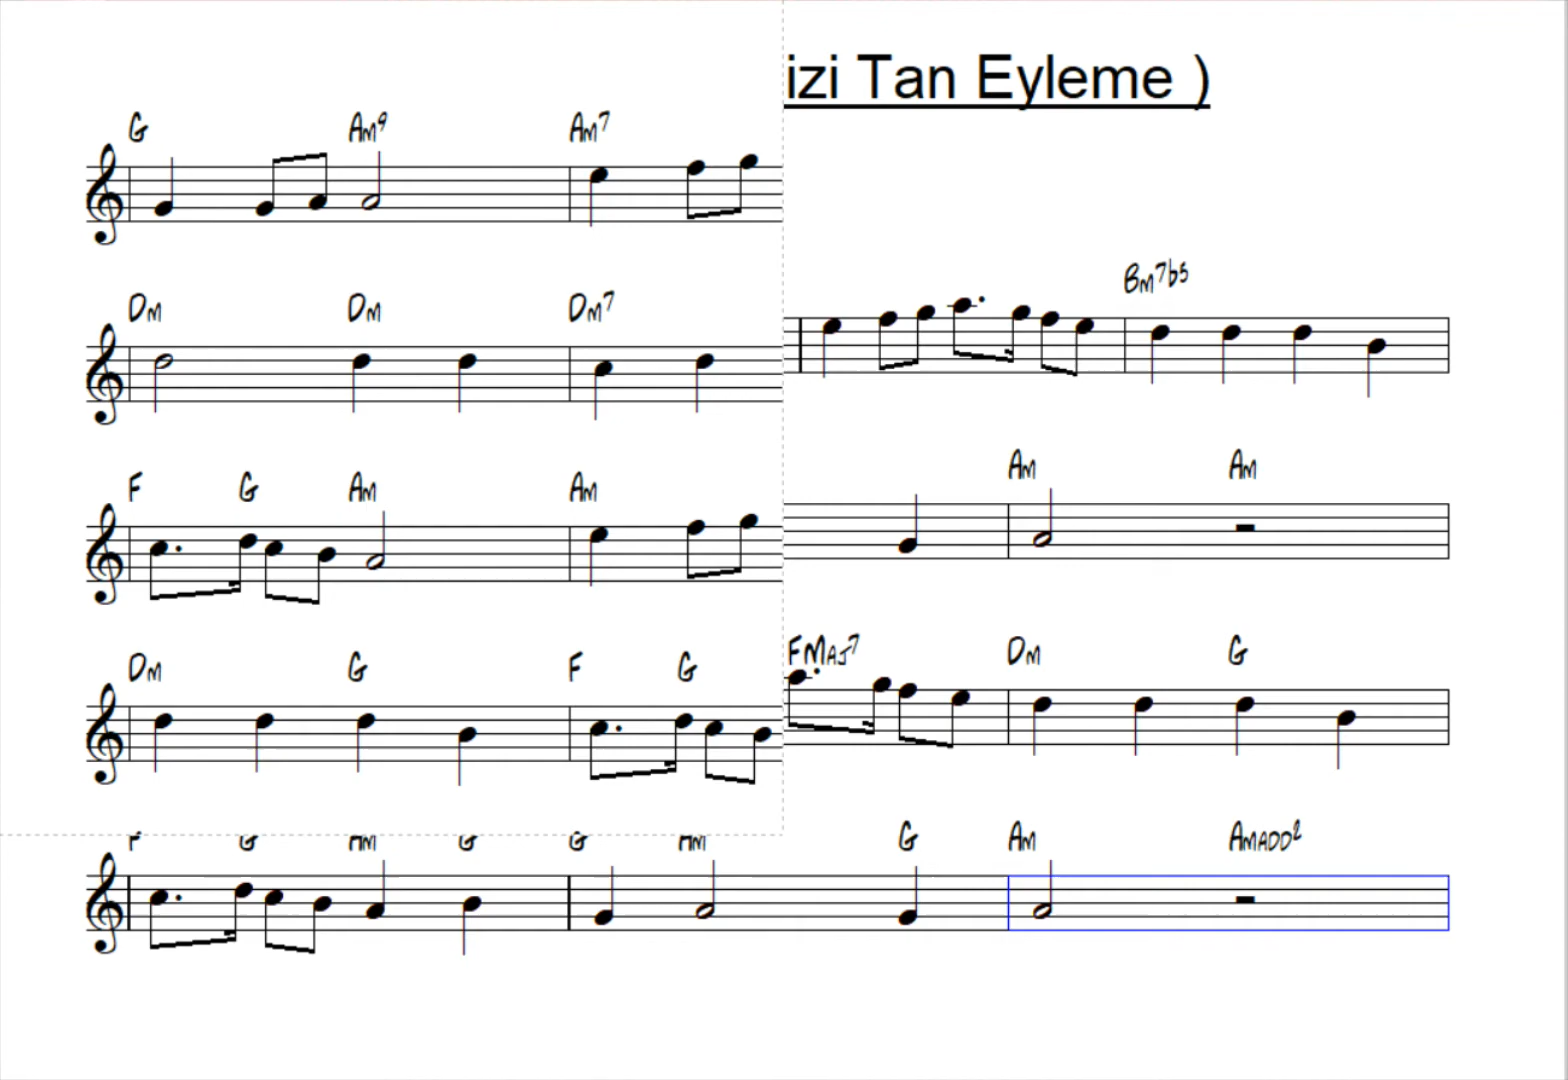 izi Tan Eyleme )
G Am9 Am7
Bm7b5
Dm Dm Dm7
Am Am
F G Am Am
FMaj7 Dm G
Dm G F G
F G Am G G Am G Am Amadd2